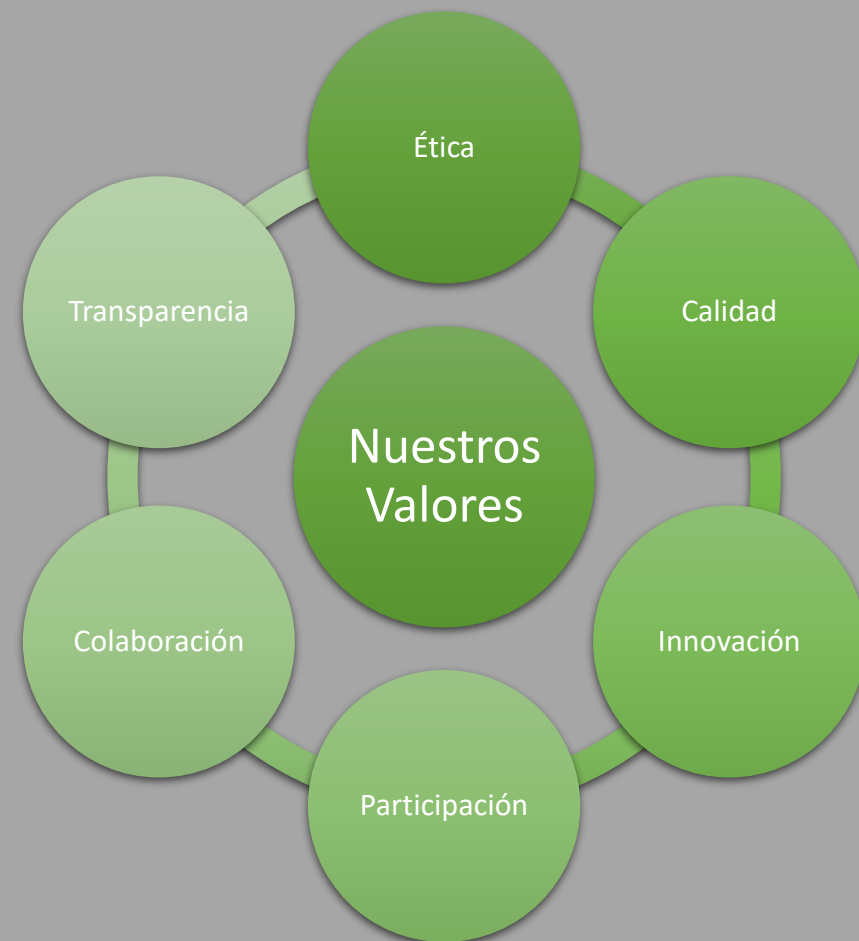 Ética
Calidad
Innovación
Participación
Colaboración
Transparencia
Nuestros
Valores